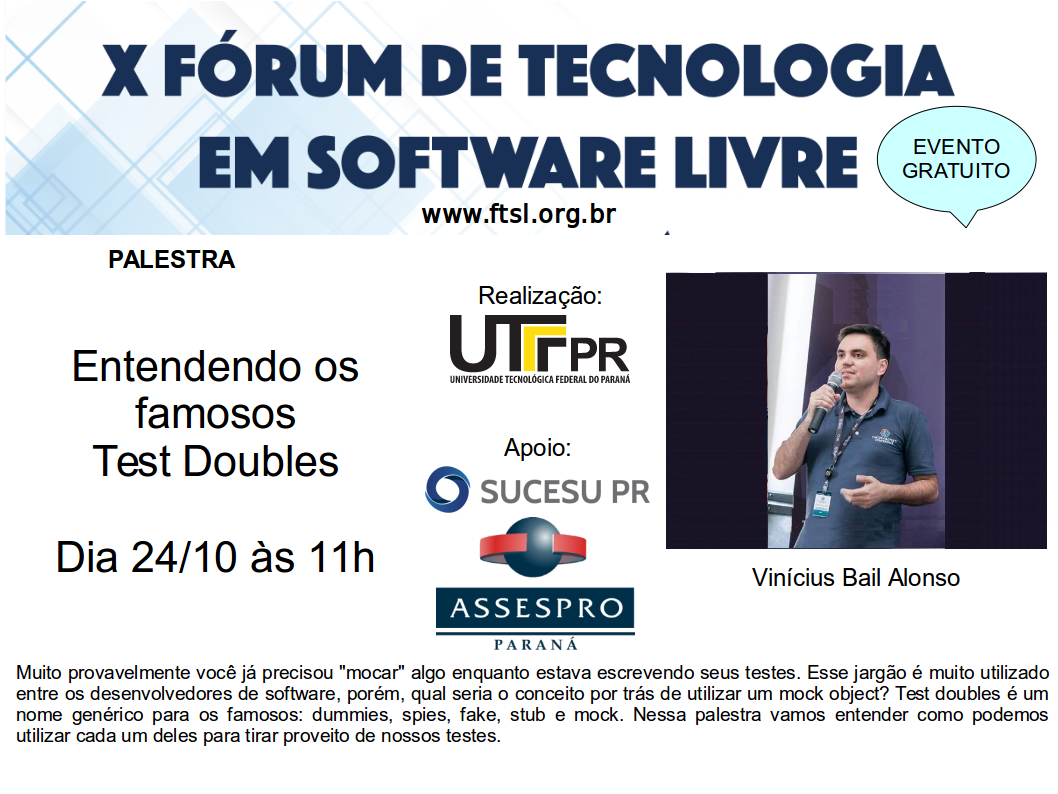 X FÓRUM DE TECNOLOGIA
EM SOFTWARE LIVRE
www.ftsl.org.br
EVENTO
GRATUITO
PALESTRA
Entendendo os
famosos
Test Doubles
Dia 24/10 às 11h
Realização:
UTFPR
UNIVERSIDADE TECNOLÓGICA FEDERAL DO PARANÁ
Apoio:
SUCESU PR
ASSESPRO
PARANÁ
Vinícius Bail Alonso
Muito provavelmente você já precisou "mocar" algo enquanto estava escrevendo seus testes. Esse jargão é muito utilizado
entre os desenvolvedores de software, porém, qual seria o conceito por trás de utilizar um mock object? Test doubles é um
nome genérico para os famosos: dummies, spies, fake, stub e mock. Nessa palestra vamos entender como podemos
utilizar cada um deles para tirar proveito de nossos testes.